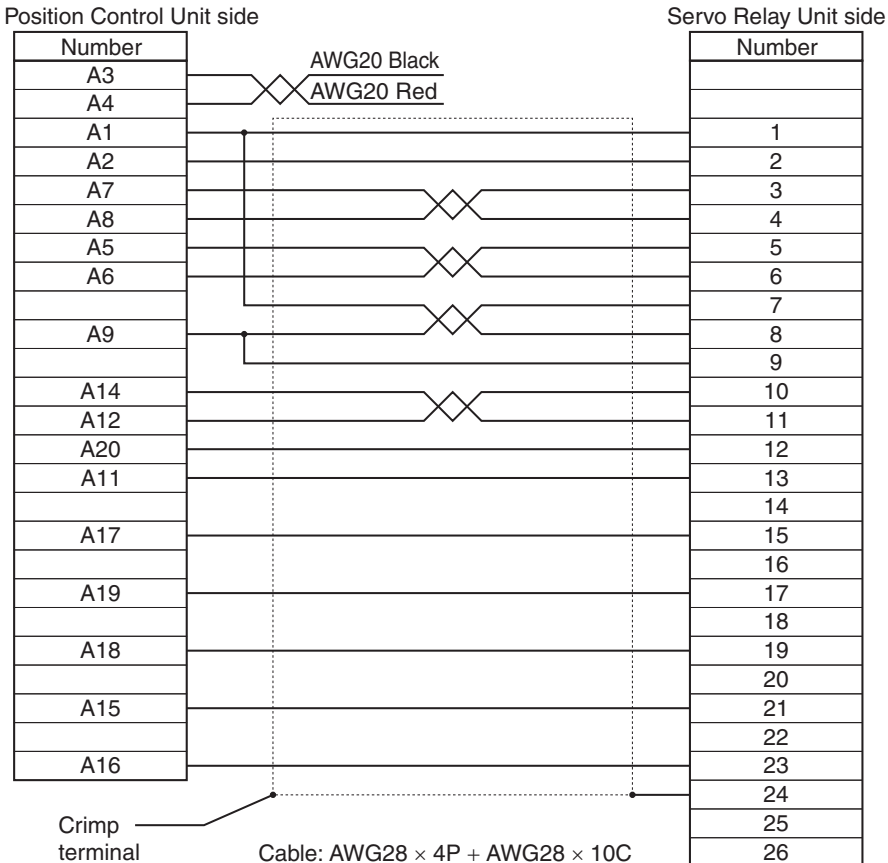 Position Control Unit side Servo Relay Unit side
Number Number
AWG20 Black
A3
AWG20 Red
A4
A1 1
A2 2
A7 3
A8 4
A5 5
A6 6
7
A9 8
9
A14 10
A12 11
A20 12
A11 13
14
A17 15
16
A19 17
18
A18 19
20
A15 21
22
A16 23
24
Crimp 25
terminal Cable: AWG28 × 4P + AWG28 × 10C 26